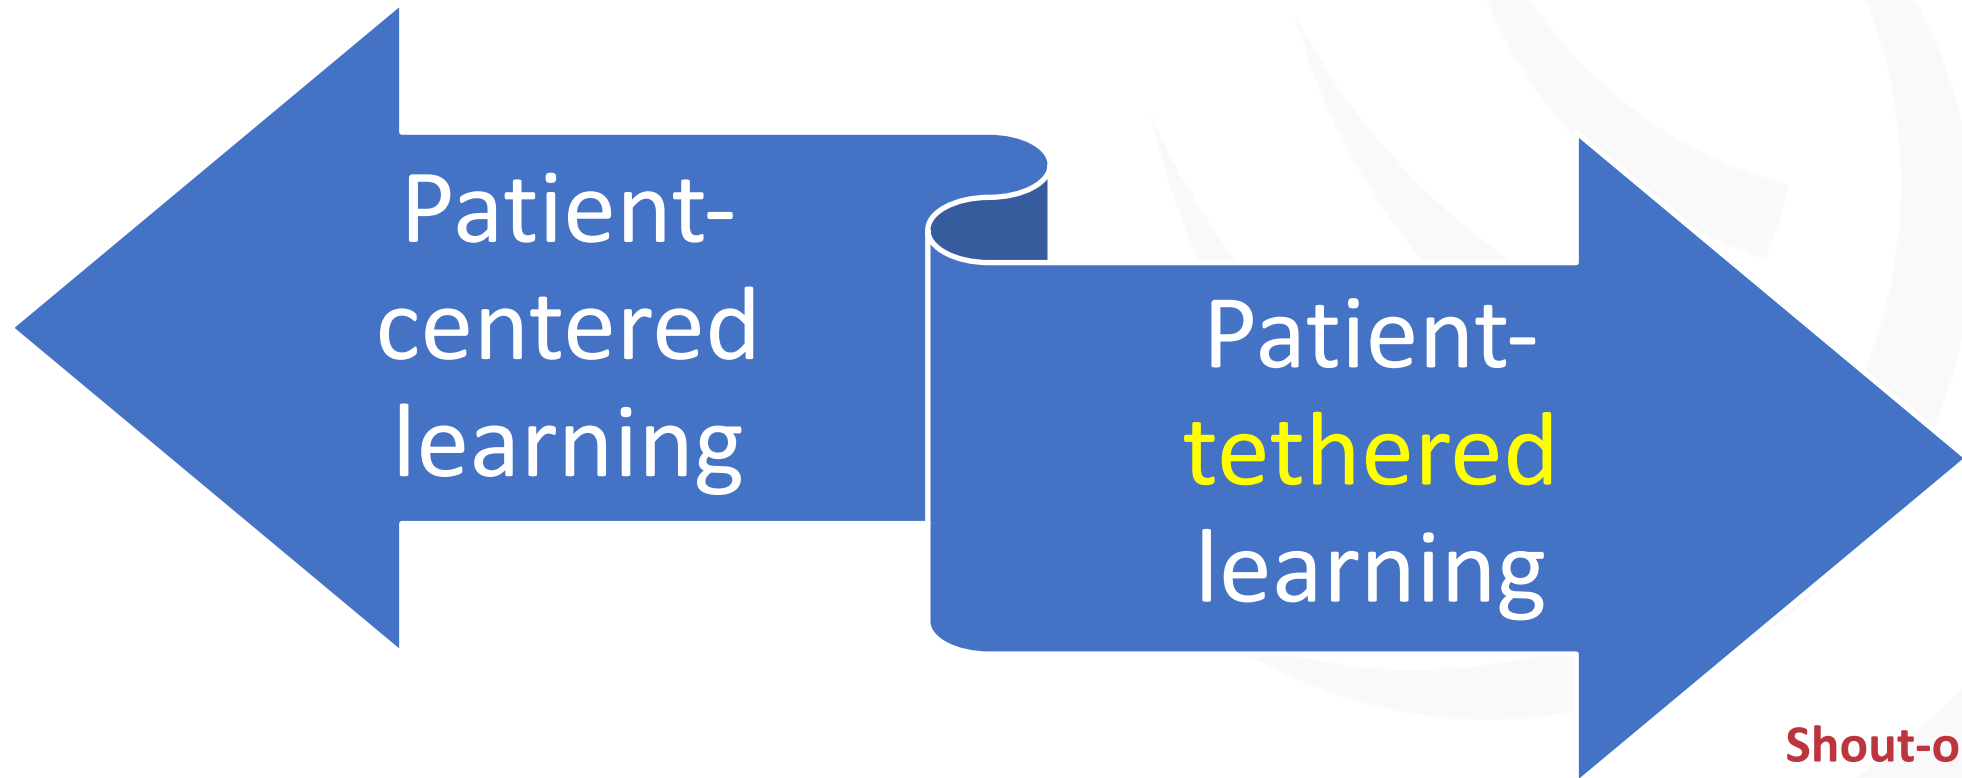 Patient-
centered
learning
Patient-
tethered
learning
Shout-o